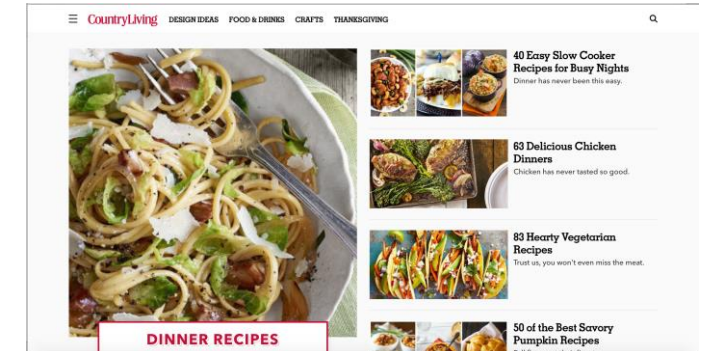 CountryLiving DESIGN IDEAS FOOD & DRINKS CRAFTS THANKSGIVING
DINNER RECIPES
40 Easy Slow Cooker
Recipes for Busy Nights
Dinner has never been this easy.
63 Delicious Chicken
Dinners
Chicken has never tasted so good.
83 Hearty Vegetarian
Recipes
Trust us, you won't even miss the meat.
50 of the Best Savory
Pumpkin Recipes